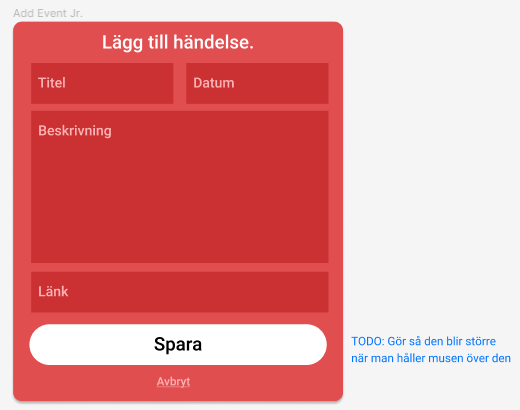 Add Event Jr.
Lägg till händelse.
Titel
Datum
Beskrivning
Länk
Spara
TODO: Gör så den blir större
när man håller musen över den
Avbryt